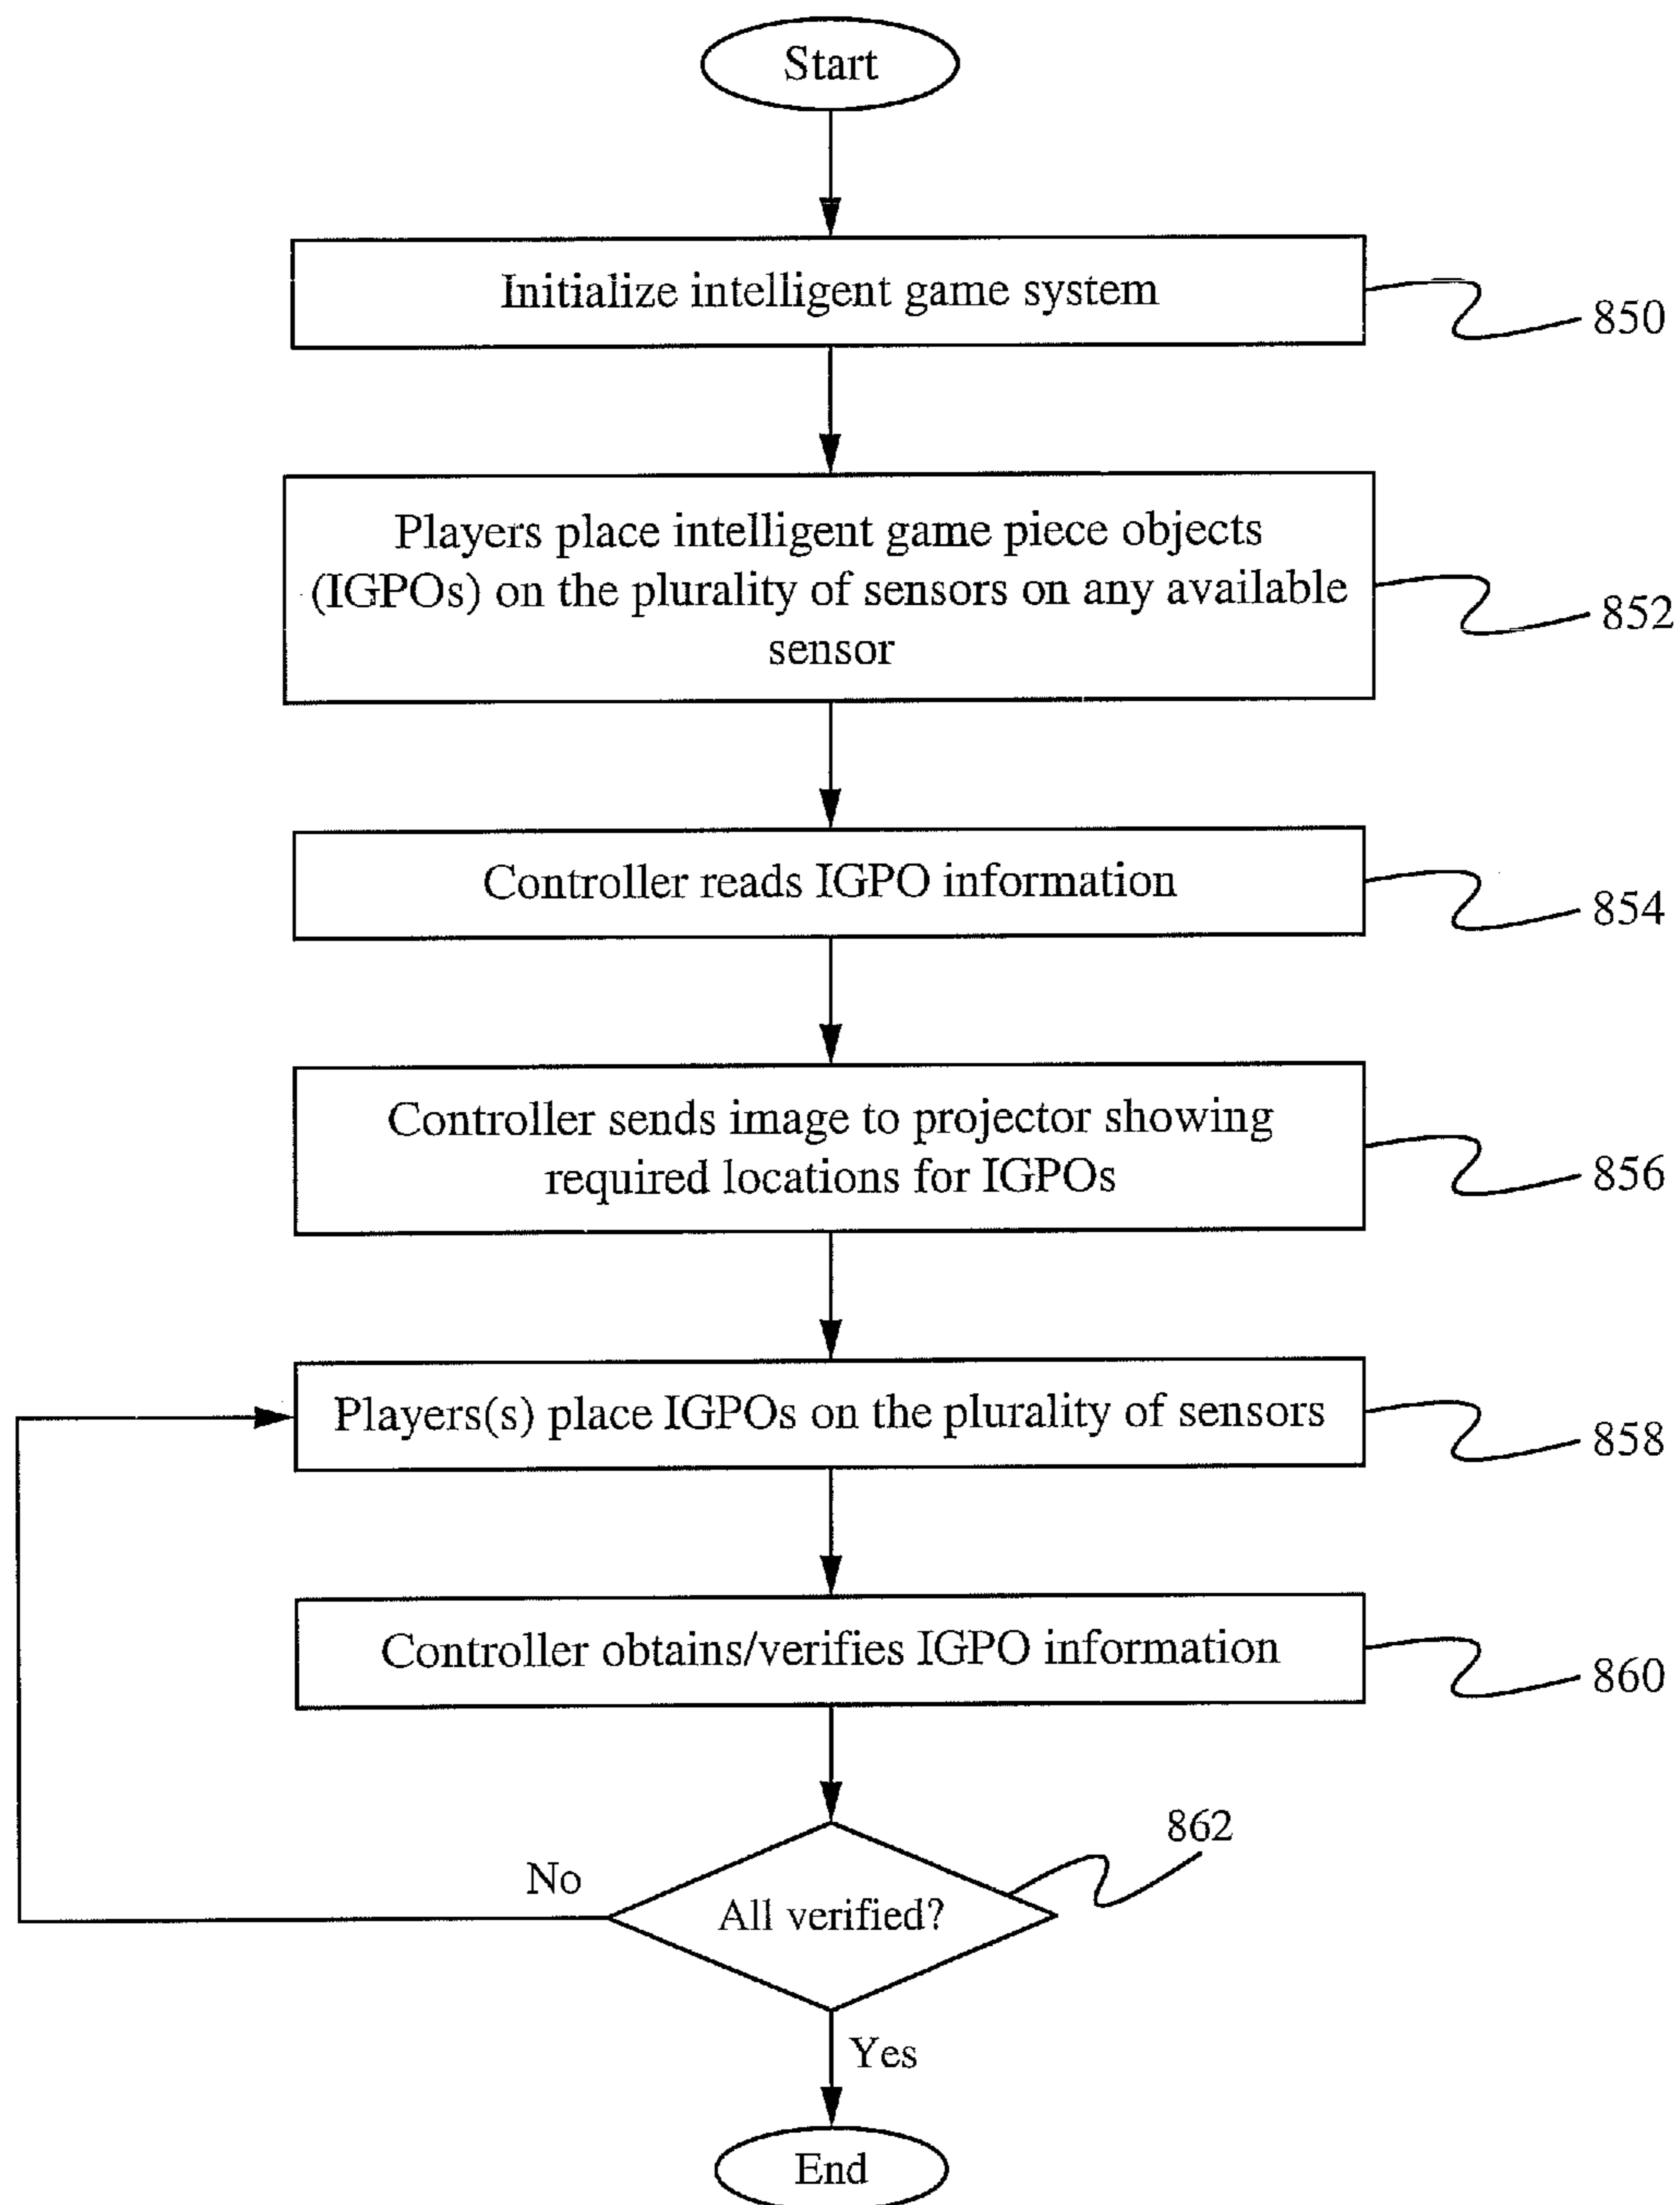 Start
Initialize intelligent game system
850
Players place intelligent game piece objects
(IGPOs) on the plurality of sensors on any available
sensor
852
Controller reads IGPO information
854
Controller sends image to projector showing
required locations for IGPOs
856
Players(s) place IGPOs on the plurality of sensors
858
Controller obtains/verifies IGPO information
860
862
No
All verified?
Yes
End